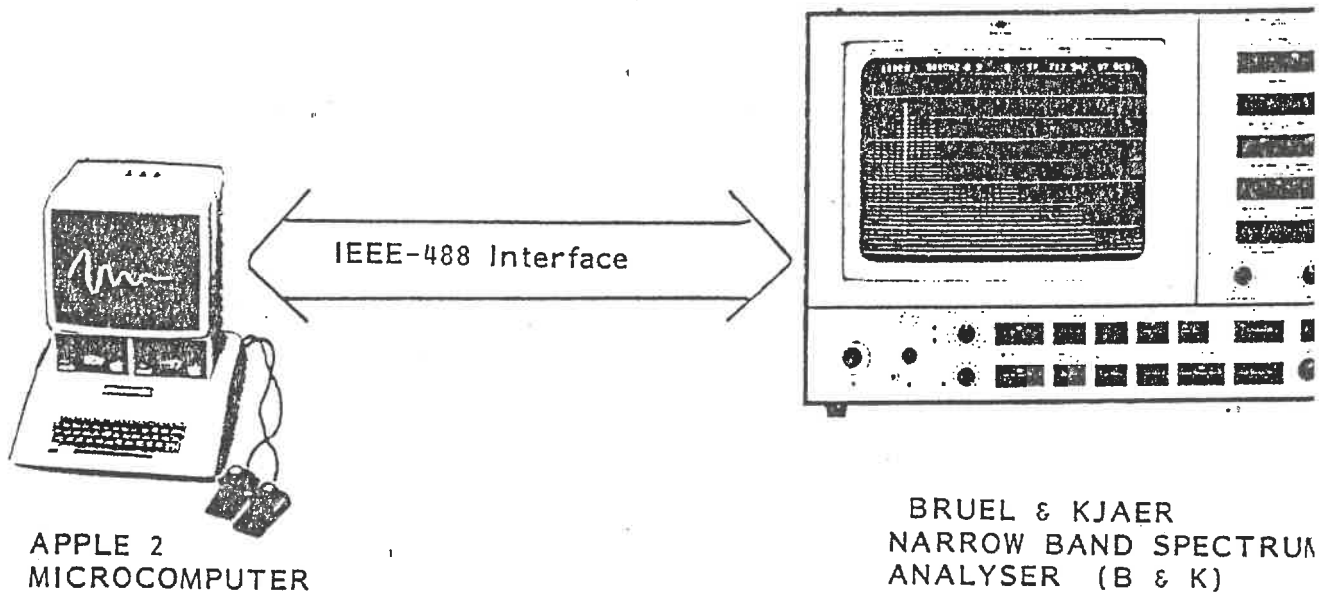 IEEE-488 Interface
APPLE 2
MICROCOMPUTER
BRUEL & KJAER
NARROW BAND SPECTRUM
ANALYSER (B & K)